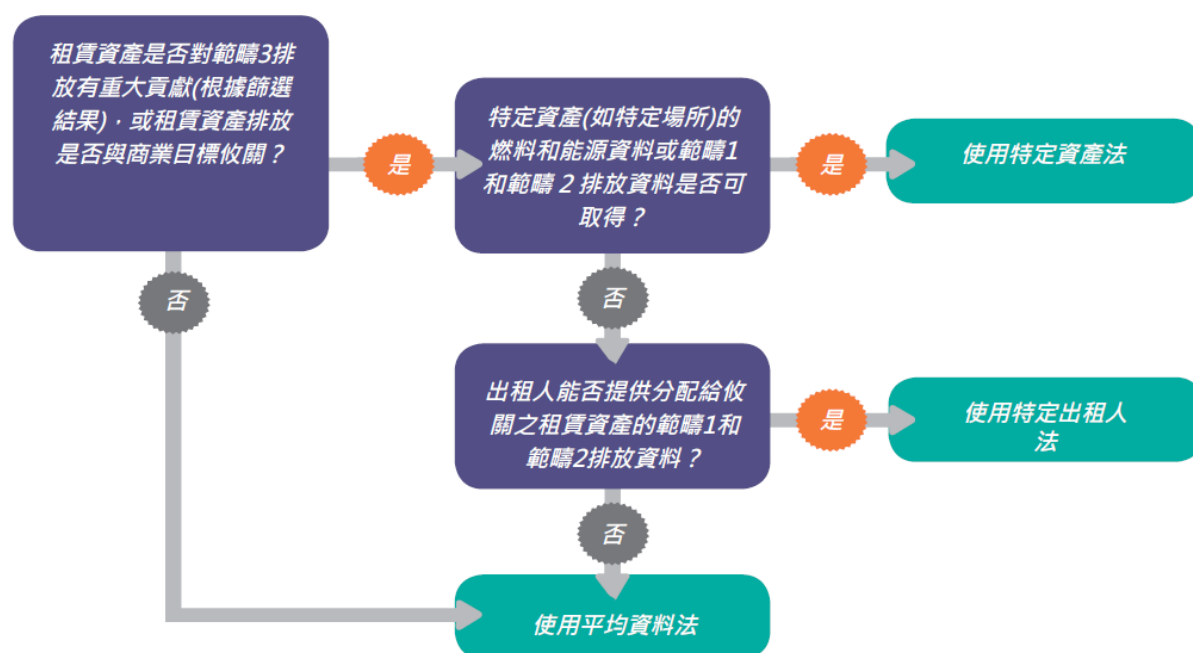 租賃資產是否對範疇3排
放有重大貢獻(根據篩選
結果)，或租賃資產排放
是否與商業目標攸關？
是
特定資產(如特定場所)的
燃料和能源資料或範疇1
和範疇 2 排放資料是否可
取得？
是
使用特定資產法
否
否
出租人能否提供分配給攸
關之租賃資產的範疇1和
範疇2排放資料？
是
使用特定出租人
法
否
使用平均資料法